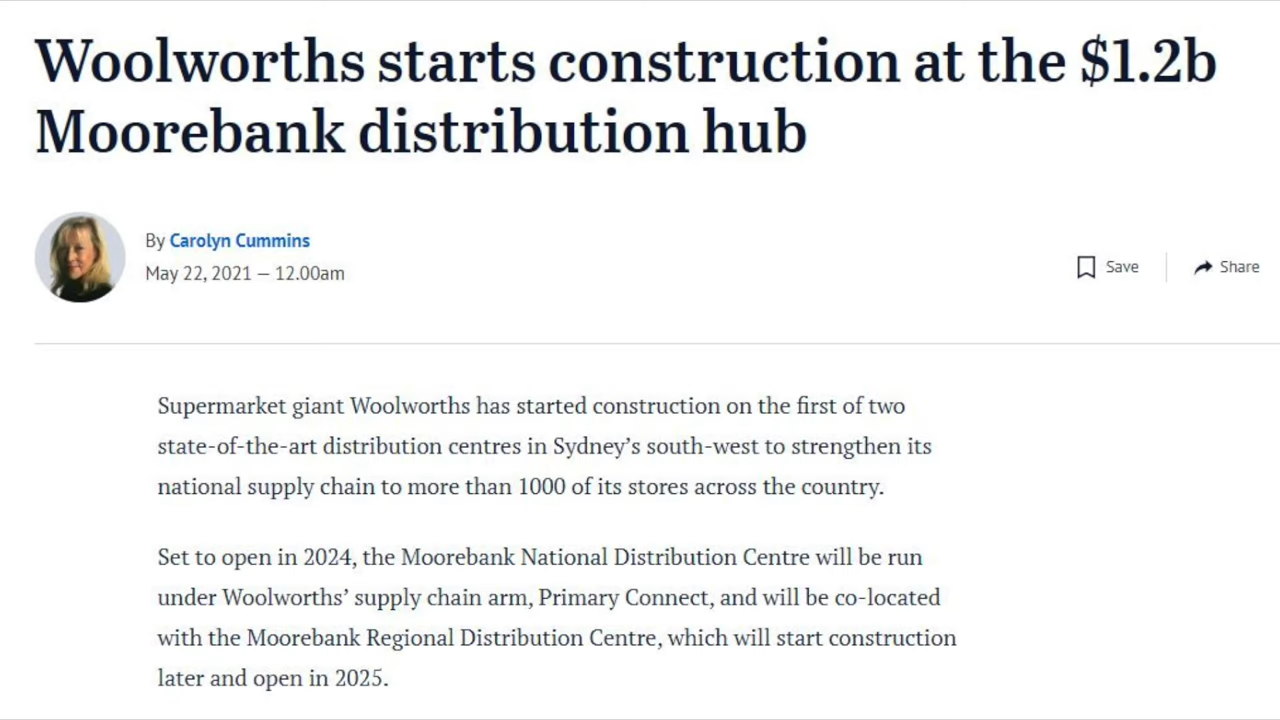 Woolworths starts construction at the $1.2b
Moorebank distribution hub
By Carolyn Cummins
May 22, 2021 — 12.00am
Save
Share
Supermarket giant Woolworths has started construction on the first of two
state-of-the-art distribution centres in Sydney’s south-west to strengthen its
national supply chain to more than 1000 of its stores across the country.
Set to open in 2024, the Moorebank National Distribution Centre will be run
under Woolworths’ supply chain arm, Primary Connect, and will be co-located
with the Moorebank Regional Distribution Centre, which will start construction
later and open in 2025.